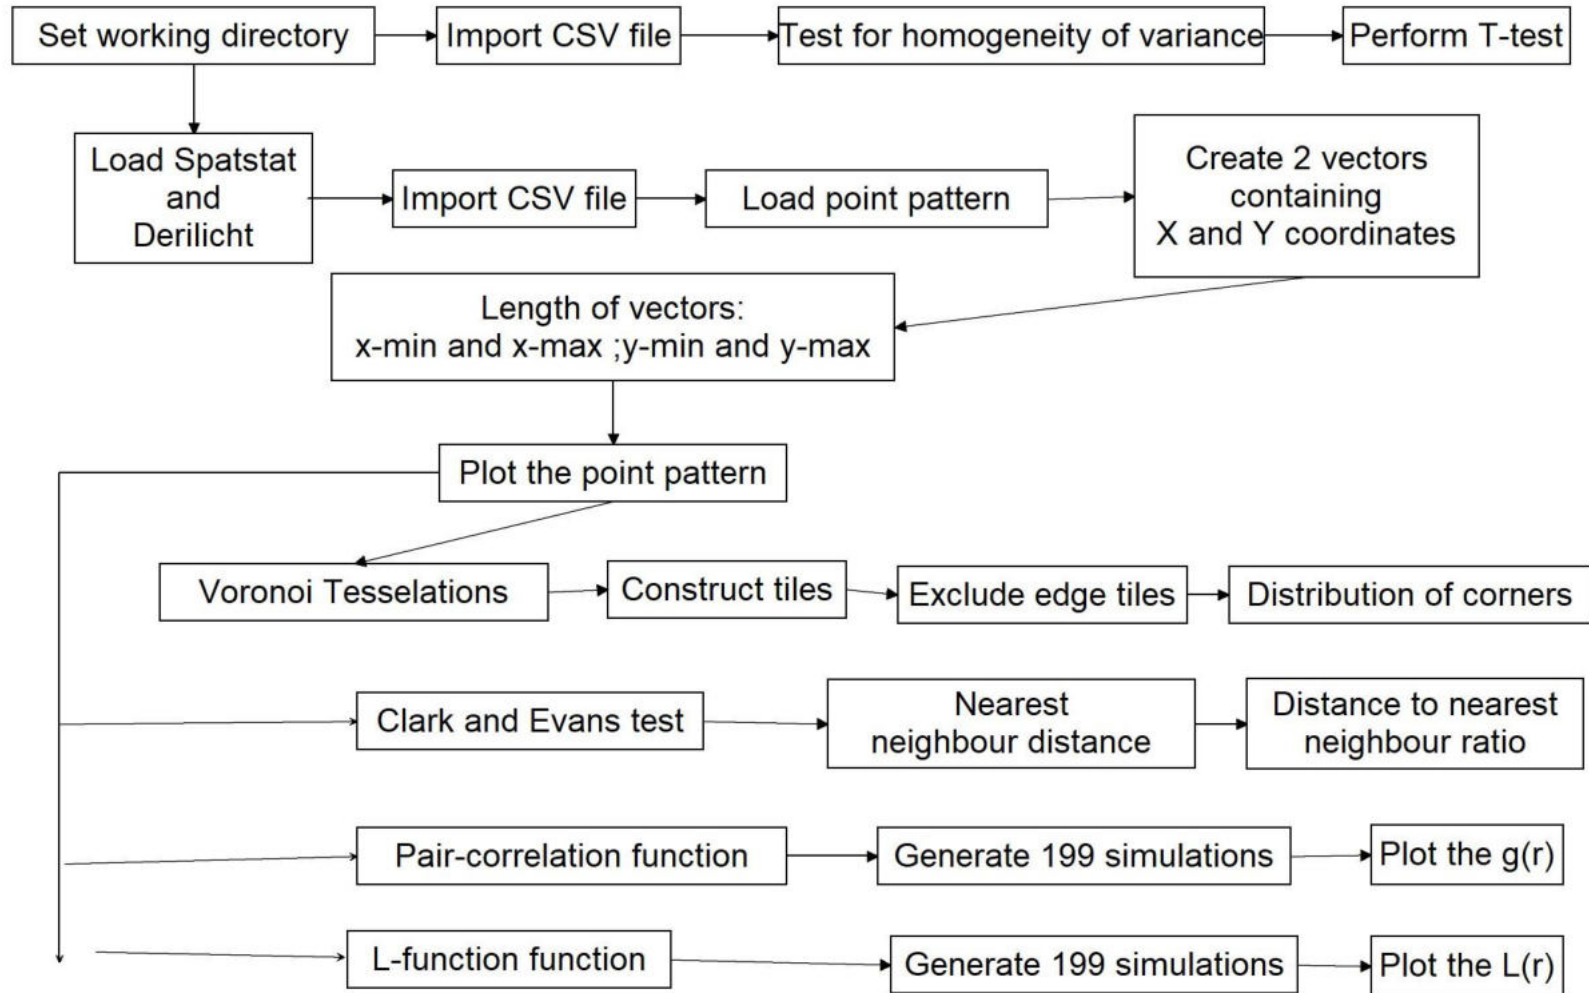 Set working directory
Import CSV file
Test for homogeneity of variance
Perform T-test
Load Spatstat
and
Derilicht
Import CSV file
Load point pattern
Create 2 vectors
containing
X and Y coordinates
Length of vectors:
x-min and x-max ;y-min and y-max
Plot the point pattern
Voronoi Tesselations
Construct tiles
Exclude edge tiles
Distribution of corners
Clark and Evans test
Nearest
neighbour distance
Distance to nearest
neighbour ratio
Pair-correlation function
Generate 199 simulations
Plot the g(r)
L-function function
Generate 199 simulations
Plot the L(r)